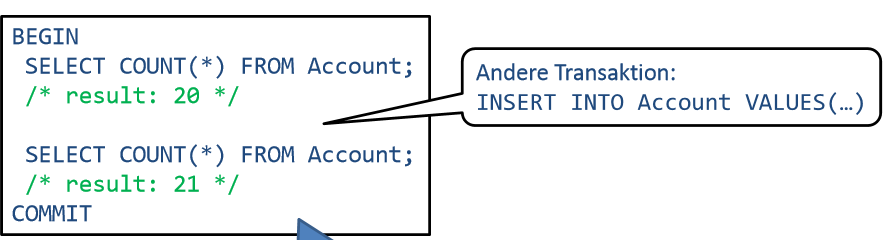 BEGIN
SELECT COUNT(*) FROM Account;
/* result: 20 */
Andere Transaktion:
INSERT INTO Account VALUES(…)
SELECT COUNT(*) FROM Account;
/* result: 21 */
COMMIT